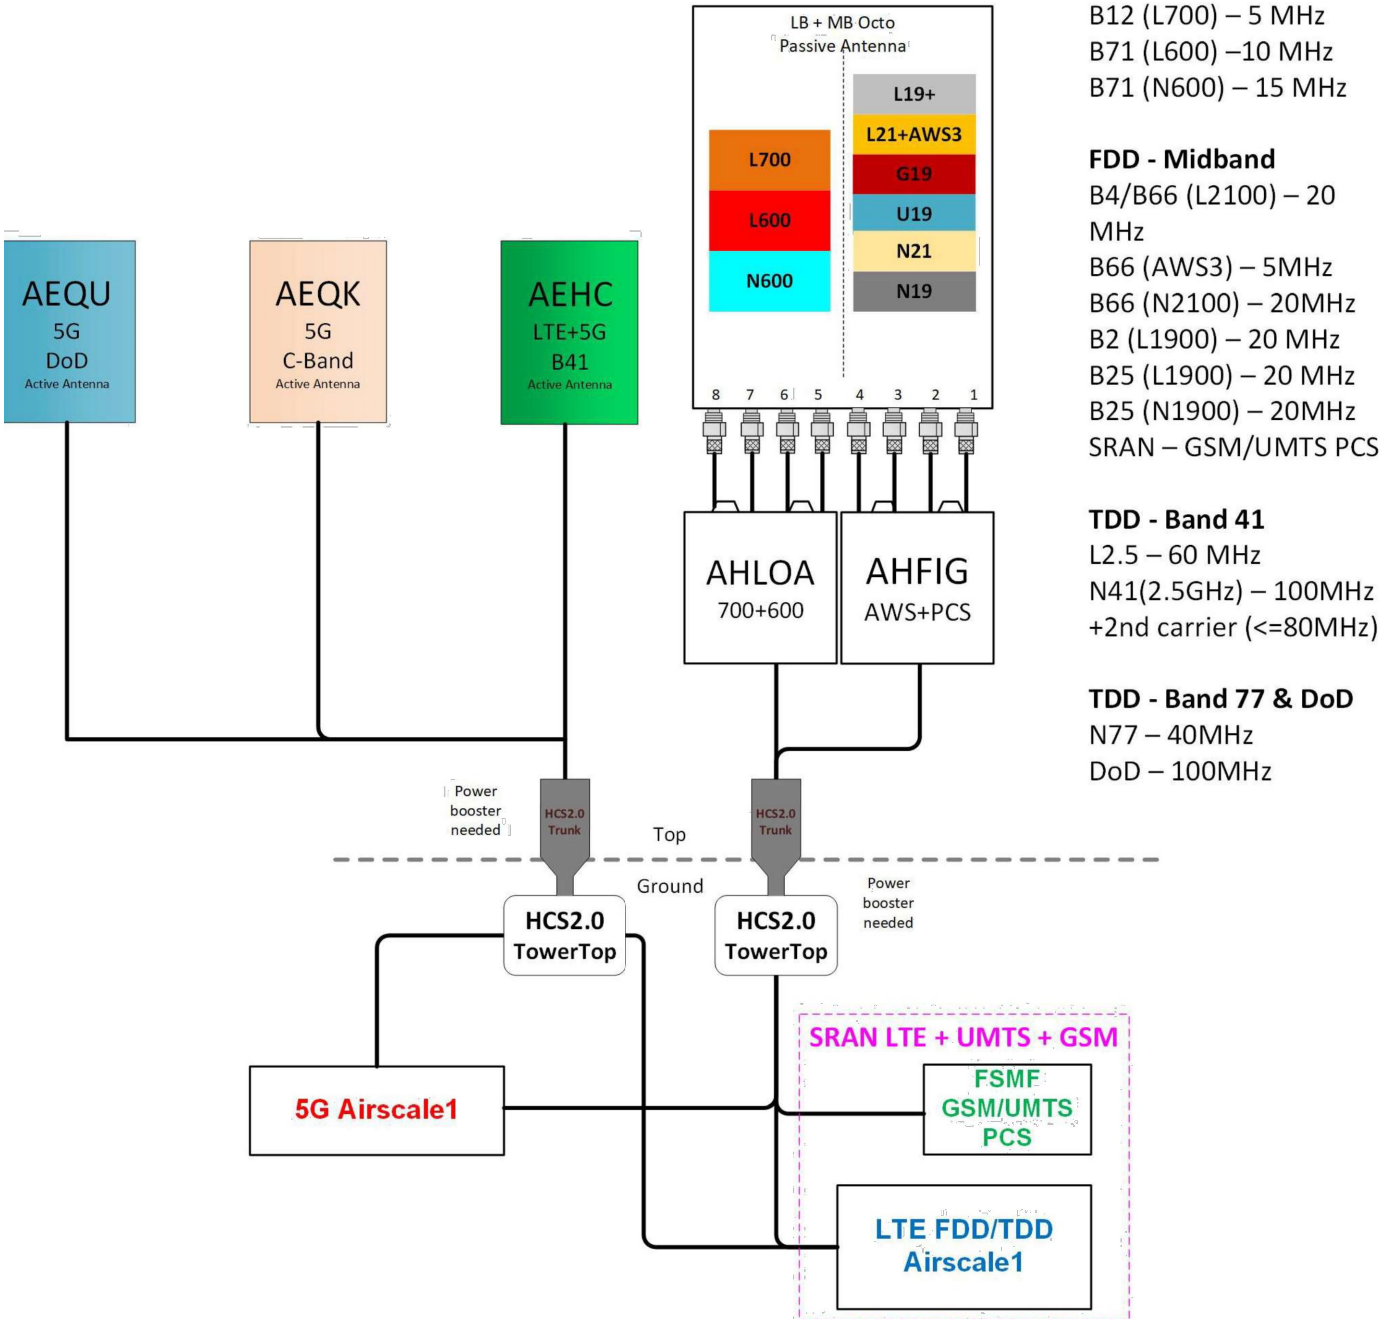 LB + MB Octo
Passive Antenna
L19+
L21+AWS3
L700
G19
L600
U19
N21
N600
N19
8 7 6 5 4 3 2 1
AEQU
5G
DoD
Active Antenna
AEQK
5G
C-Band
Active Antenna
AEHC
LTE+5G
B41
Active Antenna
AHLOA
700+600
AHFIG
AWS+PCS
Power
booster
needed
HCS2.0
Trunk
HCS2.0
Trunk
Top
Ground
Power
booster
needed
HCS2.0
TowerTop
HCS2.0
TowerTop
5G Airscale1
SRAN LTE + UMTS + GSM
FSMF
GSM/UMTS
PCS
LTE FDD/TDD
Airscale1
B12 (L700) – 5 MHz
B71 (L600) –10 MHz
B71 (N600) – 15 MHz
FDD - Midband
B4/B66 (L2100) – 20
MHz
B66 (AWS3) – 5MHz
B66 (N2100) – 20MHz
B2 (L1900) – 20 MHz
B25 (L1900) – 20 MHz
B25 (N1900) – 20MHz
SRAN – GSM/UMTS PCS
TDD - Band 41
L2.5 – 60 MHz
N41(2.5GHz) – 100MHz
+2nd carrier (<=80MHz)
TDD - Band 77 & DoD
N77 – 40MHz
DoD – 100MHz